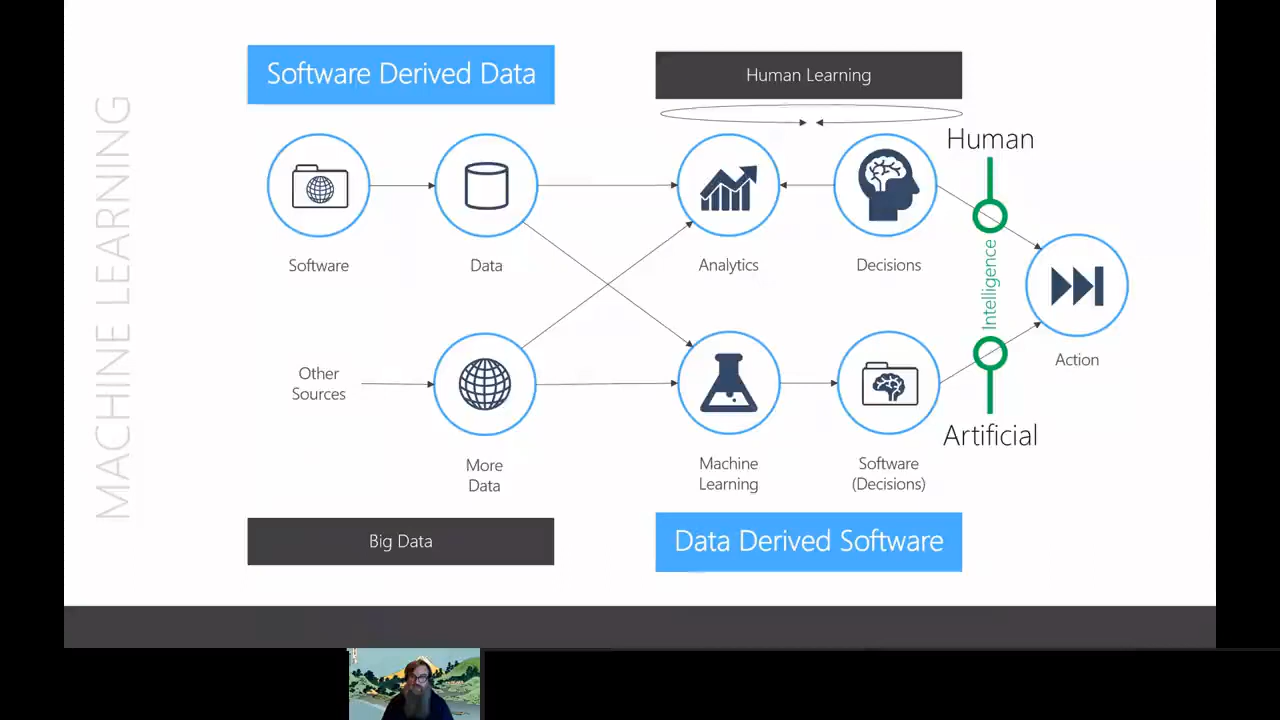 MACHINE LEARNING
Software Derived Data
Human Learning
Human
Software
Data
Analytics
Decisions
Intelligence
Action
Other
Sources
More
Data
Machine
Learning
Software
(Decisions)
Artificial
Big Data
Data Derived Software